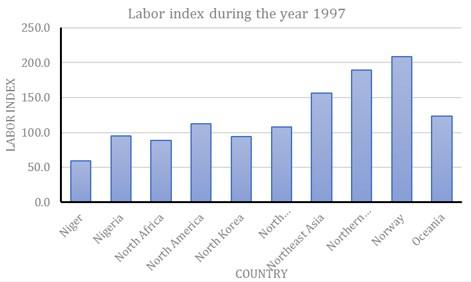 Labor index during the year 1997
LABOR INDEX
250.0
200.0
150.0
100.0
50.0
0.0
Niger
Nigeria
North Africa
North America
North Korea
North...
Northeast Asia
Northern...
Norway
Oceania
COUNTRY